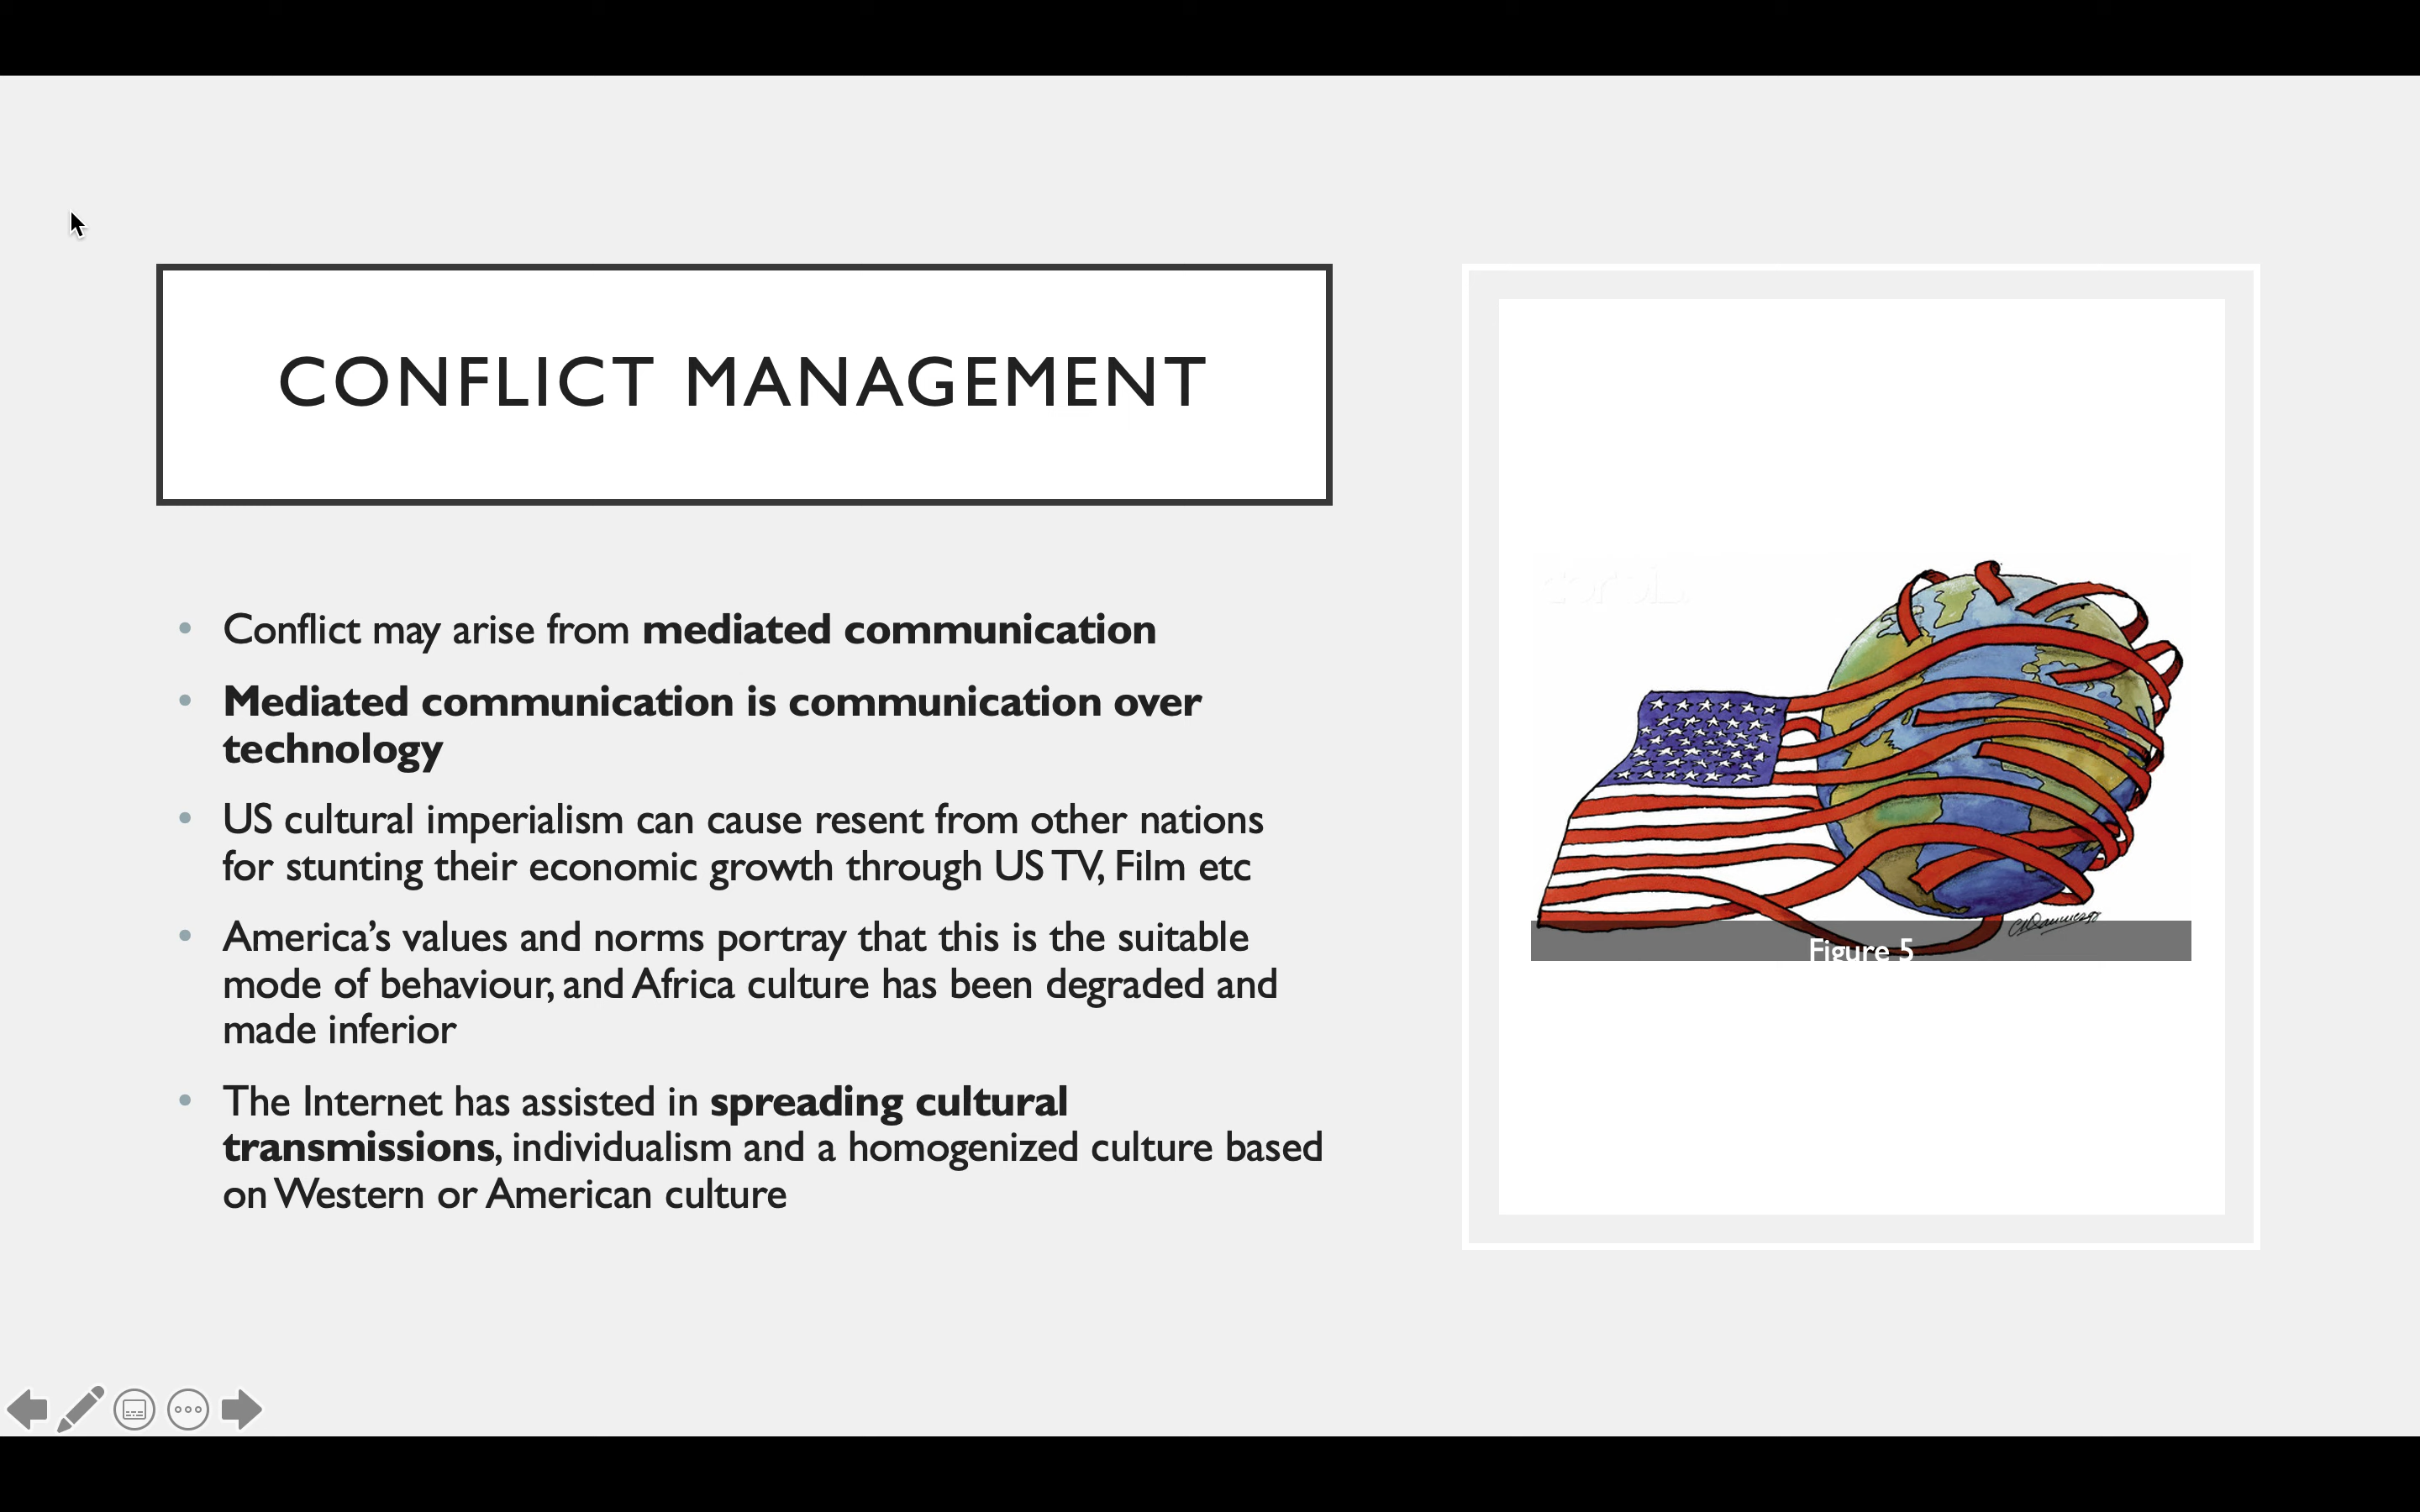 CONFLICT MANAGEMENT
• Conflict may arise from mediated communication
• Mediated communication is communication over
technology
• US cultural imperialism can cause resent from other nations
for stunting their economic growth through US TV, Film etc
• America's values and norms portray that this is the suitable
mode of behaviour, and Africa culture has been degraded and
made inferior
• The Internet has assisted in spreading cultural
transmissions, individualism and a homogenized culture based
on Western or American culture
Figure 5